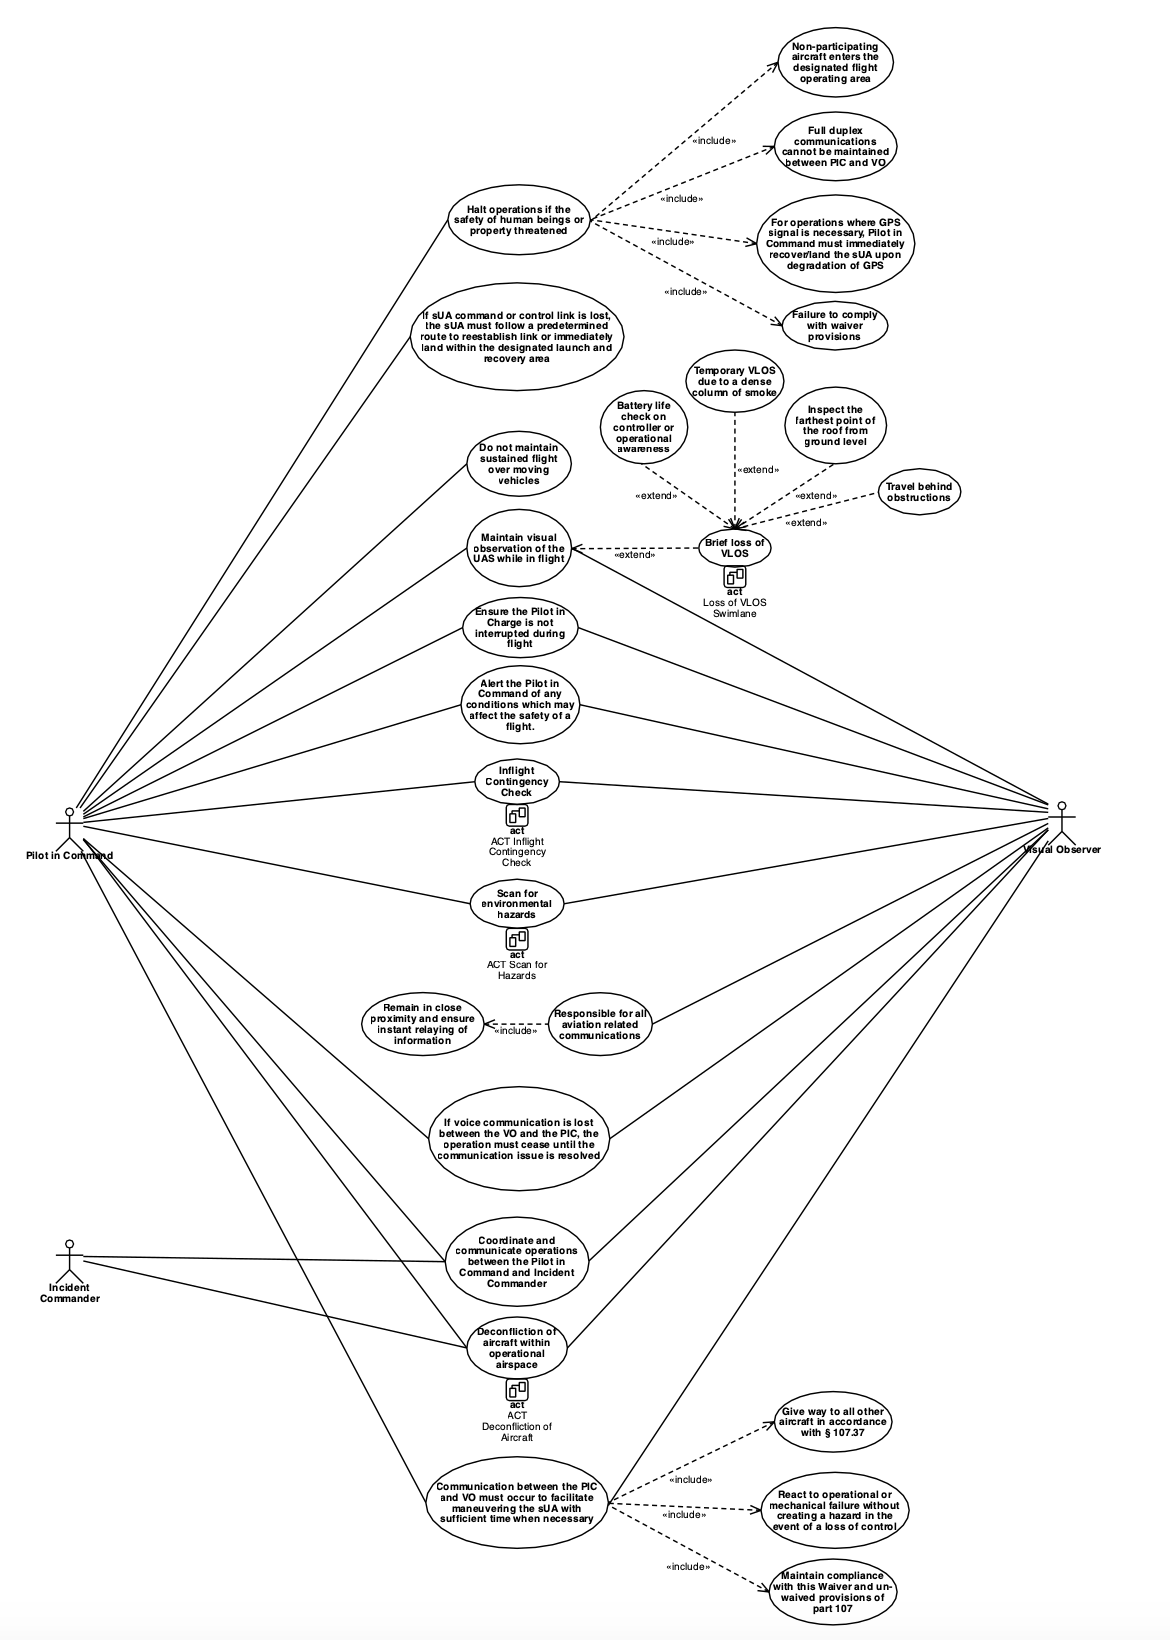 Non-participating
aircraft enters the
designated flight
operating area
«include»
Full duplex
communications
cannot be maintained
between PIC and VO
«include»
Halt operations if the
safety of human beings or
property threatened
For operations where GPS
signal is necessary, Pilot in
Command must immediately
recover/land the sUA upon
degradation of GPS
«include»
«include»
Failure to comply
with waiver
provisions
If sUA command or control link is lost,
the sUA must follow a predetermined
route to reestablish link or immediately
land within the designated launch and
recovery area
Temporary VLOS
due to a dense
column of smoke
Battery life
check on
controller or
operational
awareness
Inspect the
farthest point of
the roof from
ground level
Do not maintain
sustained flight
over moving
vehicles
«extend»
«extend»
«extend»
Travel behind
obstructions
«extend»
Maintain visual
observation of the
UAS while in flight
«extend»
Brief loss of
VLOS
act
Loss of VLOS
Swimlane
Ensure the Pilot in
Charge is not
interrupted during
flight
Alert the Pilot in
Command of any
conditions which may
affect the safety of a
flight.
Inflight
Contingency
Check
act
ACT Inflight
Contingency
Check
Pilot in Command
Visual Observer
Scan for
environmental
hazards
act
ACT Scan for
Hazards
Remain in close
proximity and ensure
instant relaying of
information
«include»
Responsible for all
aviation related
communications
If voice communication is lost
between the VO and the PIC, the
operation must cease until the
communication issue is resolved
Coordinate and
communicate operations
between the Pilot in
Command and Incident
Commander
Incident
Commander
Deconfliction of
aircraft within
operational
airspace
act
ACT
Deconfliction of
Aircraft
Give way to all other
aircraft in accordance
with § 107.37
«include»
Communication between the PIC
and VO must occur to facilitate
maneuvering the sUA with
sufficient time when necessary
React to operational or
mechanical failure without
creating a hazard in the
event of a loss of control
«include»
«include»
Maintain compliance
with this Waiver and un-
waived provisions of
part 107